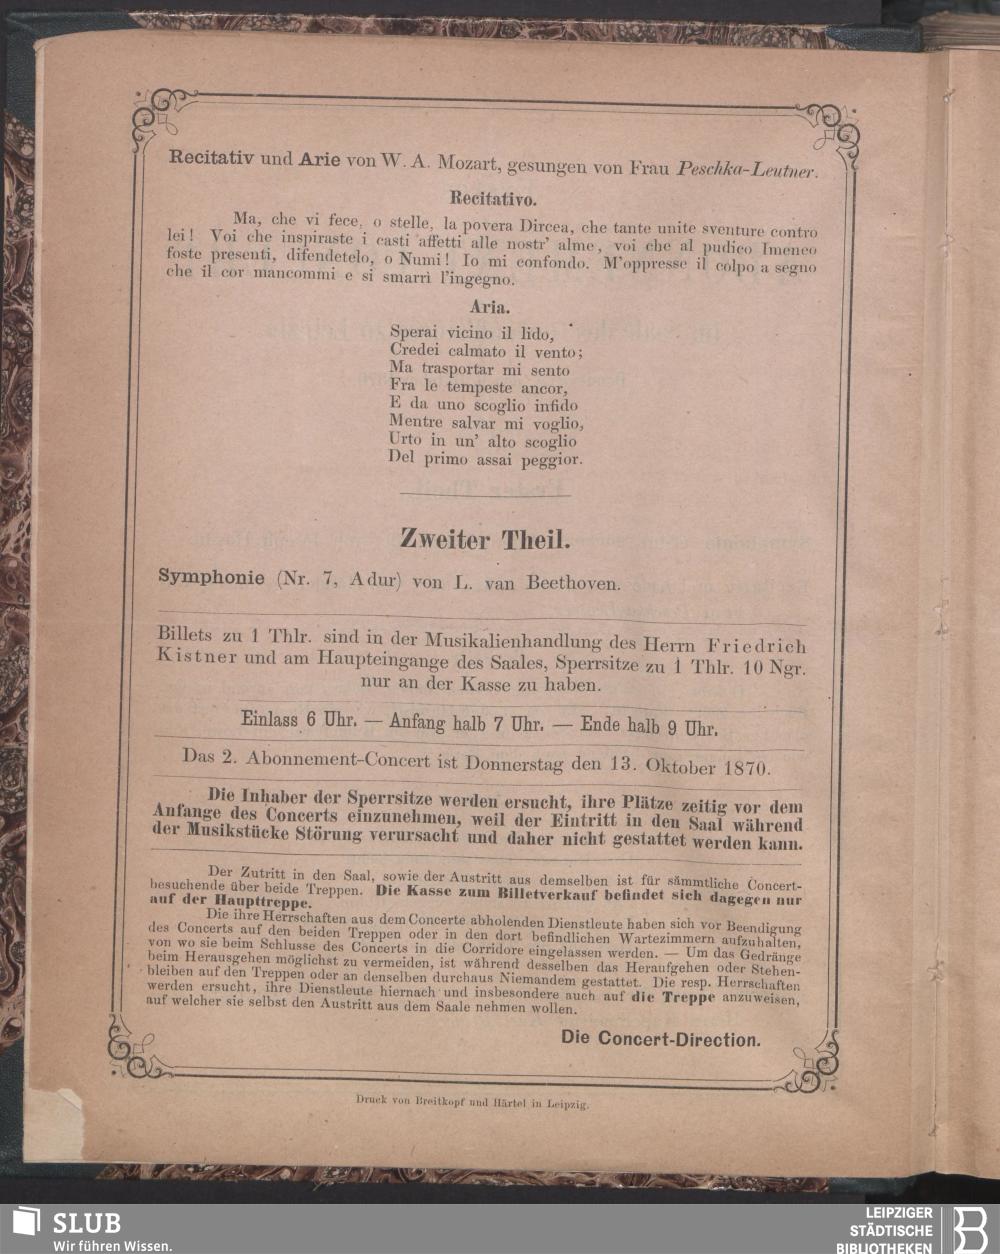 Recitativ und Arie von W. A. Mozart, gesungen von Frau Peschka-Leutner.
Recitativo.
Ma, che vi fece, o stelle, la povera Dircea, che tante unite sventure contro
lei! Voi che inspiraste i casti affetti alle nostr' alme, voi che al pudico Imeneo
foste presenti, difendetelo, o Numi! Io mi confondo. M'oppresse il colpo a segno
che il cor mancommi e si smarrì l'ingegno.
Aria.
Sperai vicino il lido,
Credei calmato il vento;
Ma trasportar mi sento
Fra le tempeste ancor,
E da uno scoglio infido
Mentre salvar mi voglio,
Urto in un' alto scoglio
Del primo assai peggior.
Zweiter Theil.
Symphonie (Nr. 7, Adur) von L. van Beethoven.
Billets zu 1 Thlr. sind in der Musikalienhandlung des Herrn Friedrich
Kistner und am Haupteingange des Saales, Sperrsitze zu 1 Thlr. 10 Ngr.
nur an der Kasse zu haben.
Einlass 6 Uhr. — Anfang halb 7 Uhr. — Ende halb 9 Uhr.
Das 2. Abonnement-Concert ist Donnerstag den 13. Oktober 1870.
Die Inhaber der Sperrsitze werden ersucht, ihre Plätze zeitig vor dem
Anfange des Concerts einzunehmen, weil der Eintritt in den Saal während
der Musikstücke Störung verursacht und daher nicht gestattet werden kann.
Der Zutritt in den Saal, sowie der Austritt aus demselben ist für sämmtliche Concert-
besuchende über beide Treppen. Die Kasse zum Billetverkauf befindet sich dagegen nur
auf der Haupttreppe.
Die ihre Herrschaften aus dem Concerte abholenden Dienstleute haben sich vor Beendigung
des Concerts auf den beiden Treppen oder in den dort befindlichen Wartezimmern aufzuhalten,
von wo sie beim Schlusse des Concerts in die Corridore eingelassen werden. — Um das Gedränge
beim Herausgehen möglichst zu vermeiden, ist während desselben das Heraufgehen oder Stehen-
bleiben auf den Treppen oder an denselben durchaus Niemandem gestattet. Die resp. Herrschaften
werden ersucht, ihre Dienstleute hiernach und insbesondere auch auf die Treppe anzuweisen,
auf welcher sie selbst den Austritt aus dem Saale nehmen wollen.
Die Concert-Direction.
Druck von Breitkopf und Härtel in Leipzig.
SLUB
Wir führen Wissen.
LEIPZIGER
STÄDTISCHE
BIBLIOTHEKEN